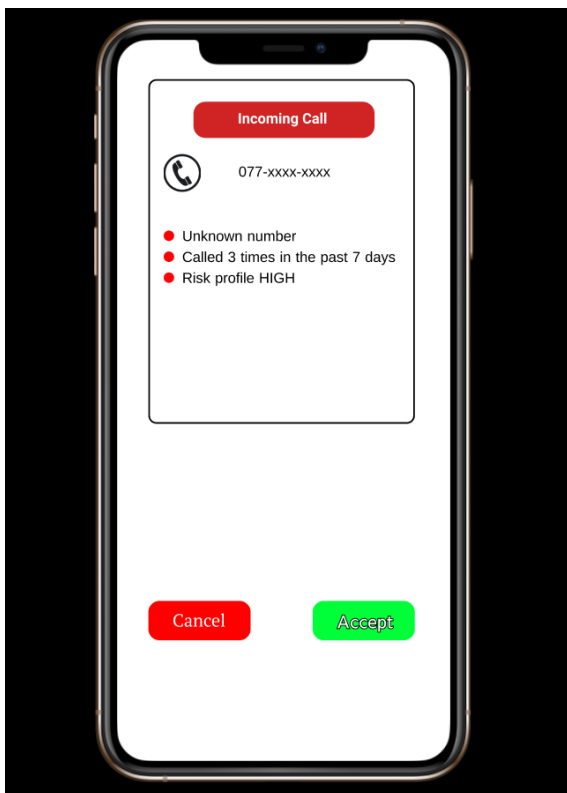 Incoming Call
077-xxxx-xxxx
Unknown number
Called 3 times in the past 7 days
Risk profile HIGH
Cancel
Accept